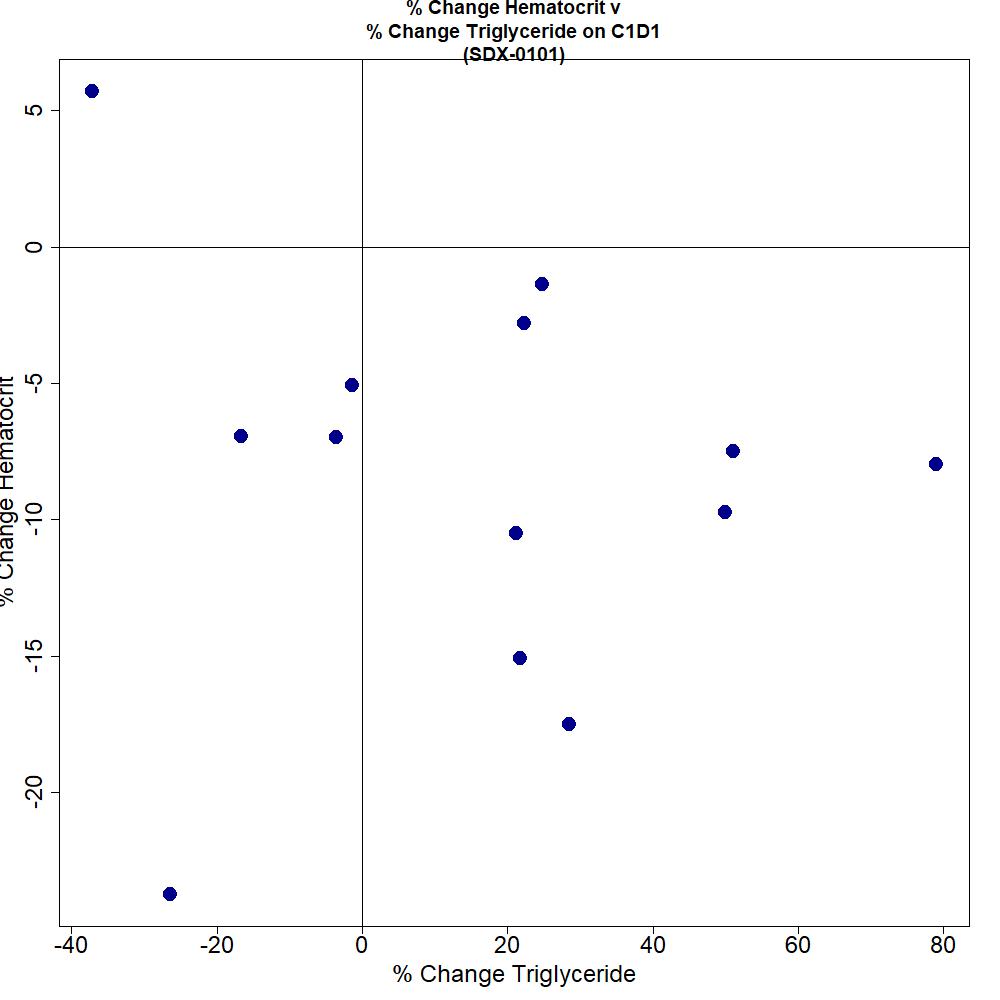 % Change Hematocrit v
% Change Triglyceride on C1D1
(SDX-0101)
% Change Hematocrit
5
0
-5
-10
-15
-20
-40
-20
0
20
40
60
80
% Change Triglyceride